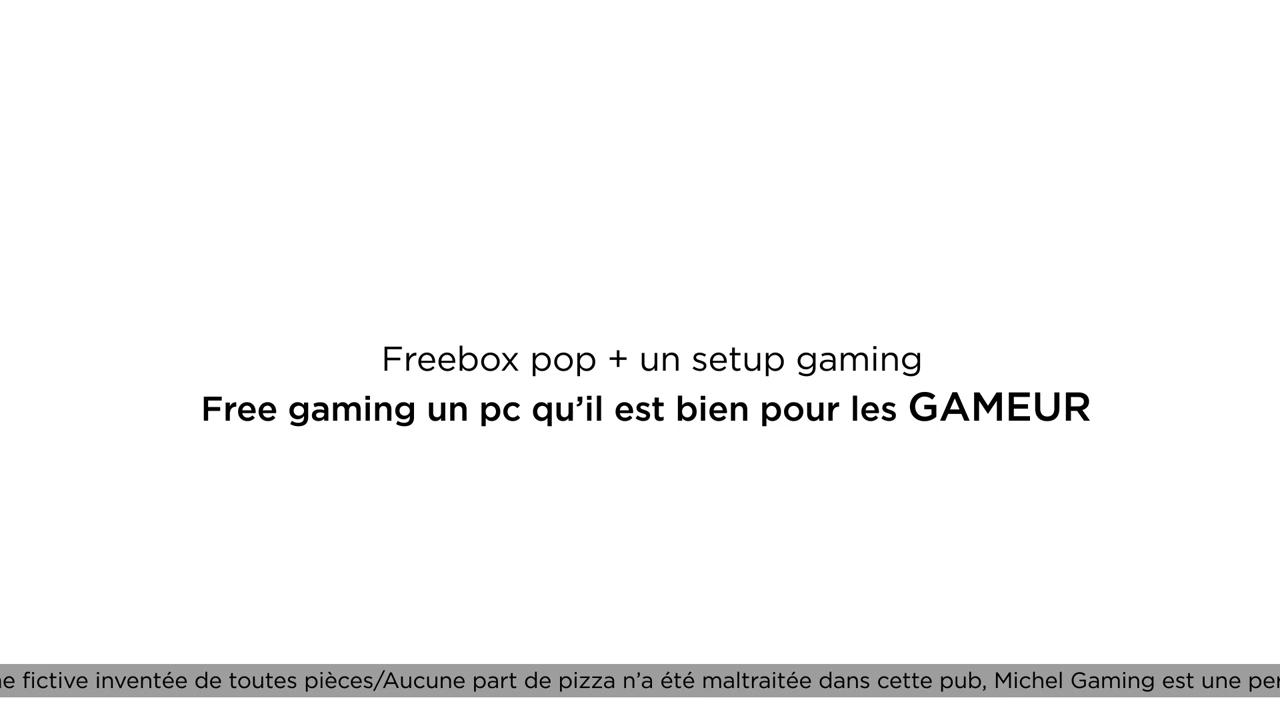 Freebox pop + un setup gaming
Free gaming un pc qu’il est bien pour les GAMEUR
fictive inventée de toutes pièces/Aucune part de pizza n’a été maltraitée dans cette pub, Michel Gaming est une